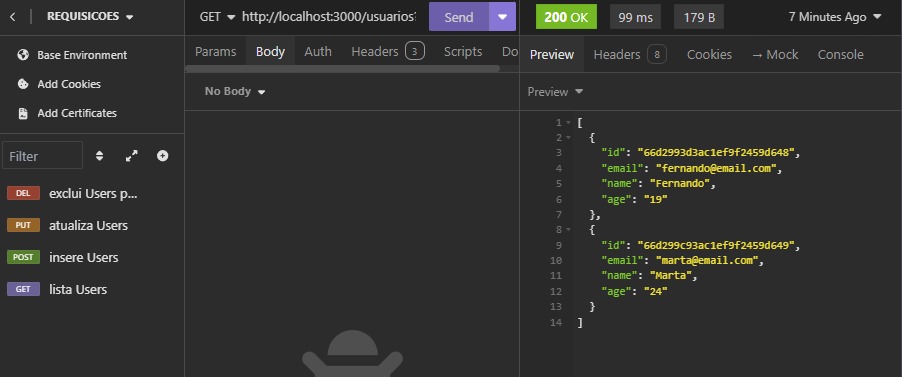 REQUISICOES
Base Environment
Add Cookies
Add Certificates
Filter
DEL exclui Users p...
PUT atualiza Users
POST insere Users
GET lista Users
GET http://localhost:3000/usuarios? Send
Params Body Auth Headers 3 Scripts Do
No Body
200 OK 99 ms 179 B 7 Minutes Ago
Preview Headers 8 Cookies → Mock Console
Preview
1 [
2 {
3 "id": "66d2993d3ac1ef9f2459d648",
4 "email": "fernando@email.com",
5 "name": "Fernando",
6 "age": "19"
7 },
8 {
9 "id": "66d299c93ac1ef9f2459d649",
10 "email": "marta@email.com",
11 "name": "Marta",
12 "age": "24"
13 }
14 ]